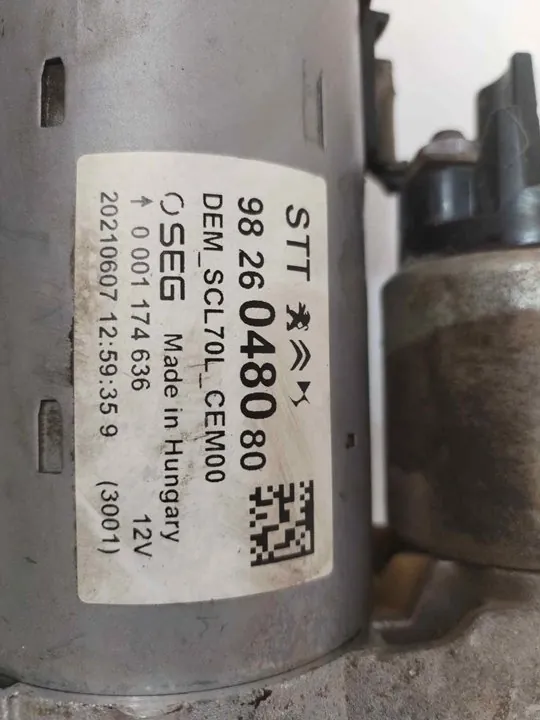 STT
98 26 0480 80
DEM_SCL70L_CEM00
SEG Made in Hungary
↑ 0 001 174 636 12V
20210607 12:59:35 9 (3001)